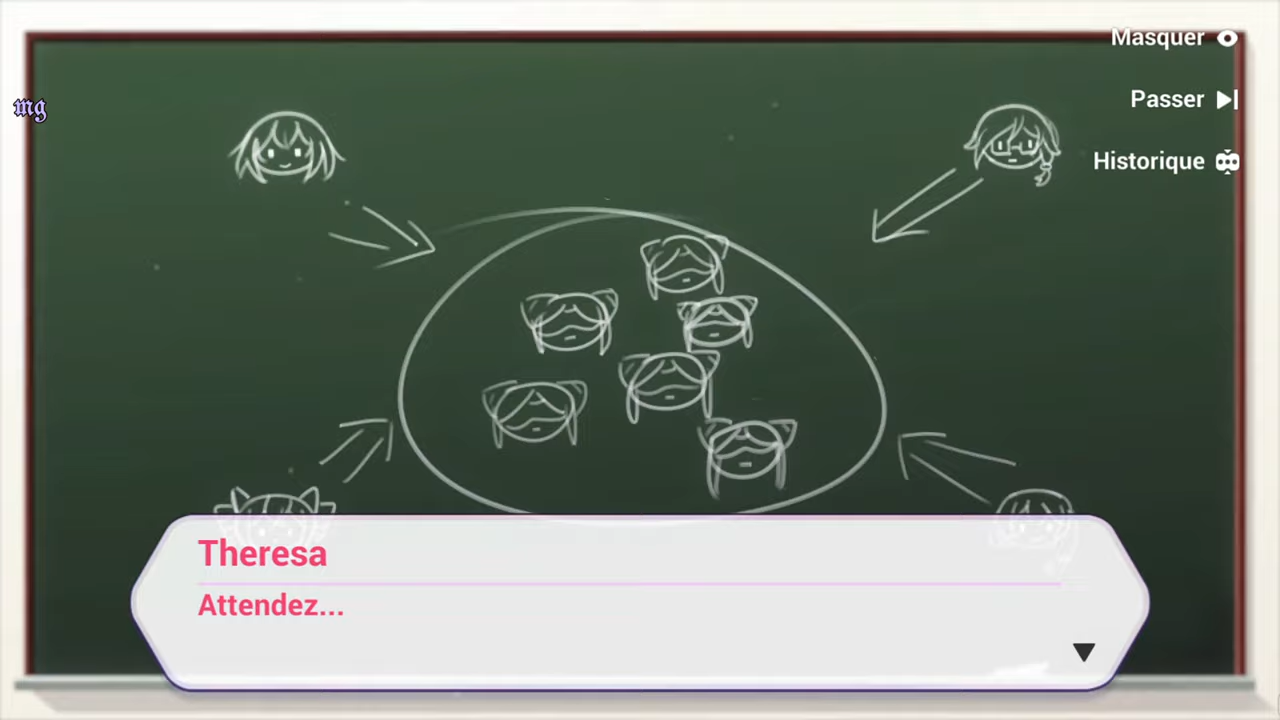 Masquer
mg
Passer
Historique
Theresa
Attendez...